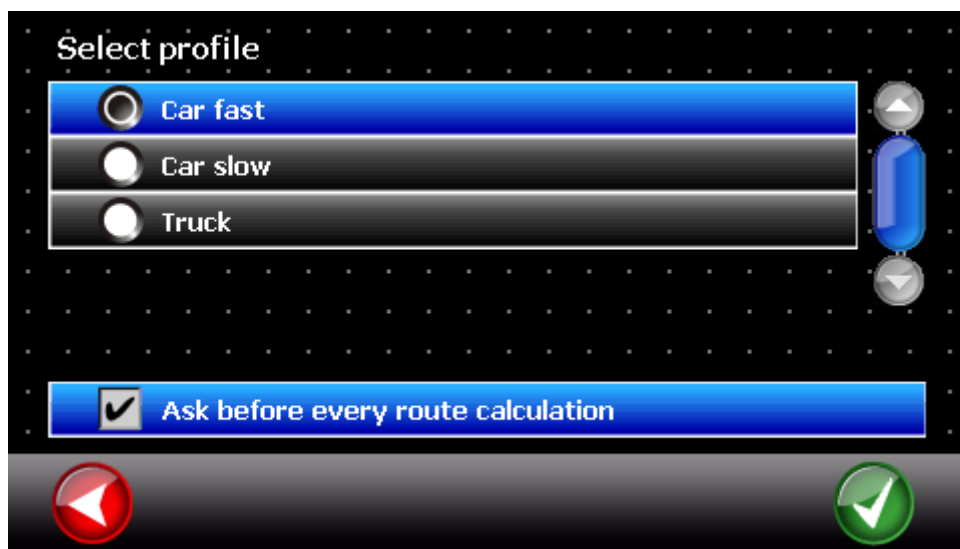 Select profile
Car fast
Car slow
Truck
Ask before every route calculation